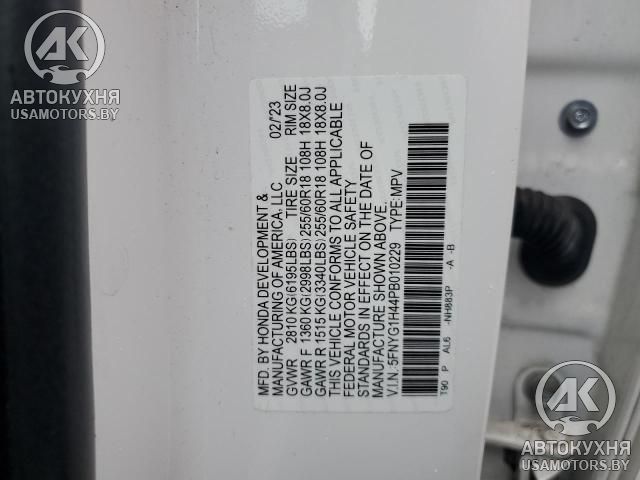 AK
АВТОКУХНЯ
USAMOTORS.BY
MFD. BY HONDA DEVELOPMENT &
MANUFACTURING OF AMERICA, LLC 02/'23
GVWR 2810 KG(6195LBS) TIRE SIZE RIM SIZE
GAWR F 1360 KG(2998LBS)255/60R18 108H 18X8.0J
GAWR R 1515 KG(3340LBS)255/60R18 108H 18X8.0J
THIS VEHICLE CONFORMS TO ALL APPLICABLE
FEDERAL MOTOR VEHICLE SAFETY
STANDARDS IN EFFECT ON THE DATE OF
MANUFACTURE SHOWN ABOVE.
V.I.N.:5FNYG1H44PB010229 TYPE:MPV
T90 P AL6 -NH883P -A -B
AK
АВТОКУХНЯ
USAMOTORS.BY